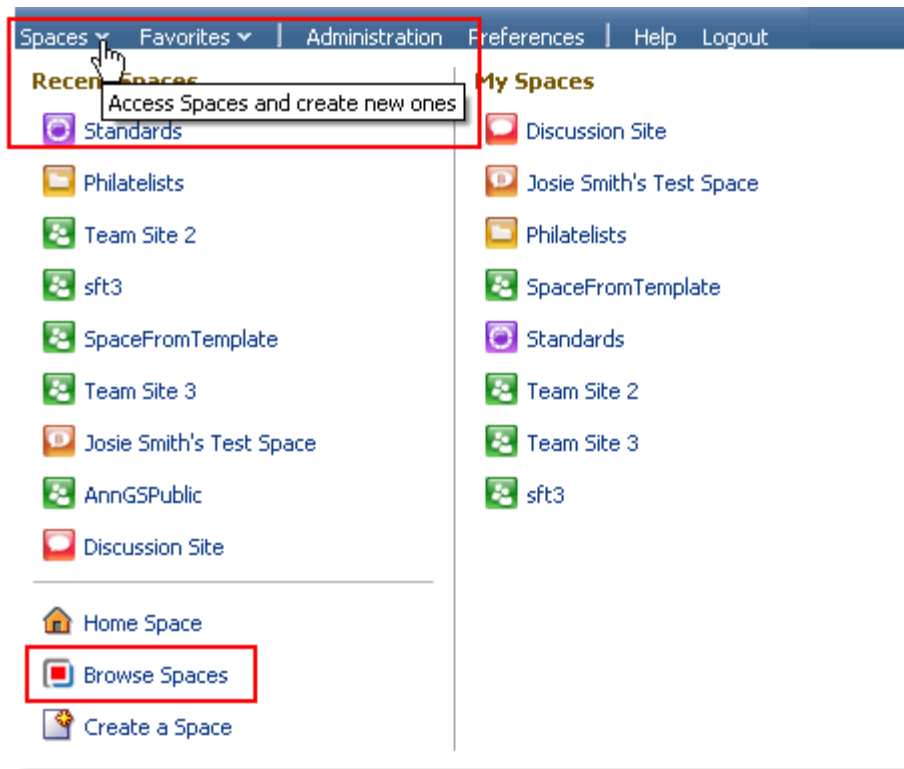 Spaces Favorites | Administration Preferences | Help Logout
Recent Spaces
Access Spaces and create new ones
Standards
Philatelists
Team Site 2
sft3
SpaceFromTemplate
Team Site 3
Josie Smith's Test Space
AnnGSPublic
Discussion Site
Home Space
Browse Spaces
Create a Space
My Spaces
Discussion Site
Josie Smith's Test Space
Philatelists
SpaceFromTemplate
Standards
Team Site 2
Team Site 3
sft3